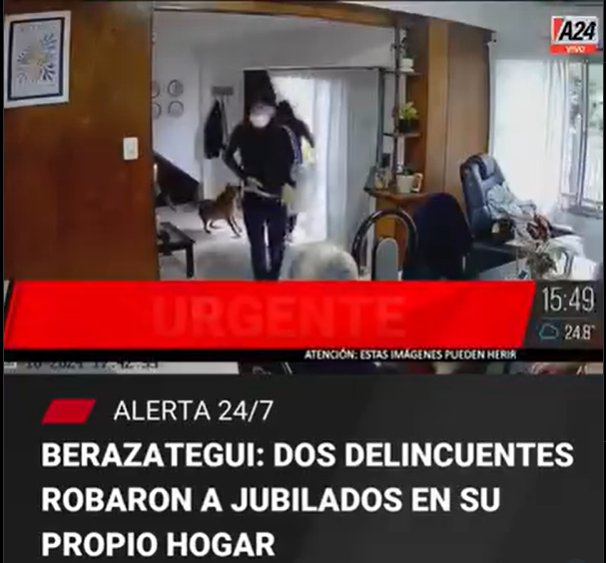 A24
VIVO
URGENTE
15:49
24.8°
ATENCIÓN: ESTAS IMÁGENES PUEDEN HERIR
ALERTA 24/7
BERAZATEGUI: DOS DELINCUENTES
ROBARON A JUBILADOS EN SU
PROPIO HOGAR